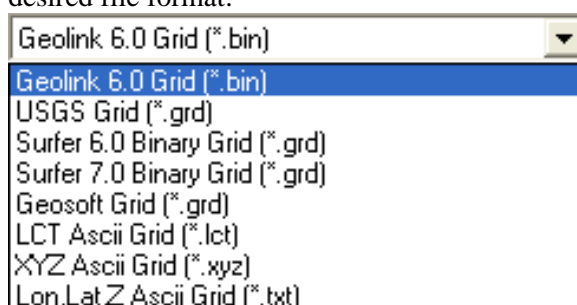 desired file format.
Geolink 6.0 Grid (*.bin)
Geolink 6.0 Grid (*.bin)
USGS Grid (*.grd)
Surfer 6.0 Binary Grid (*.grd)
Surfer 7.0 Binary Grid (*.grd)
Geosoft Grid (*.grd)
LCT Ascii Grid (*.lct)
XYZ Ascii Grid (*.xyz)
Lon,Lat,Z Ascii Grid (*.txt)